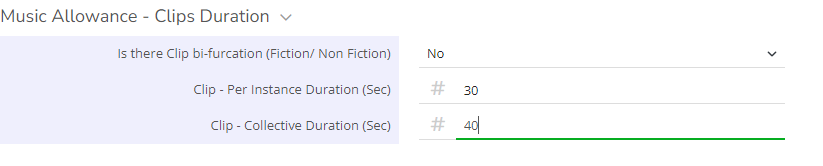 Music Allowance - Clips Duration
Is there Clip bi-furcation (Fiction/ Non Fiction) No
Clip - Per Instance Duration (Sec) # 30
Clip - Collective Duration (Sec) # 40